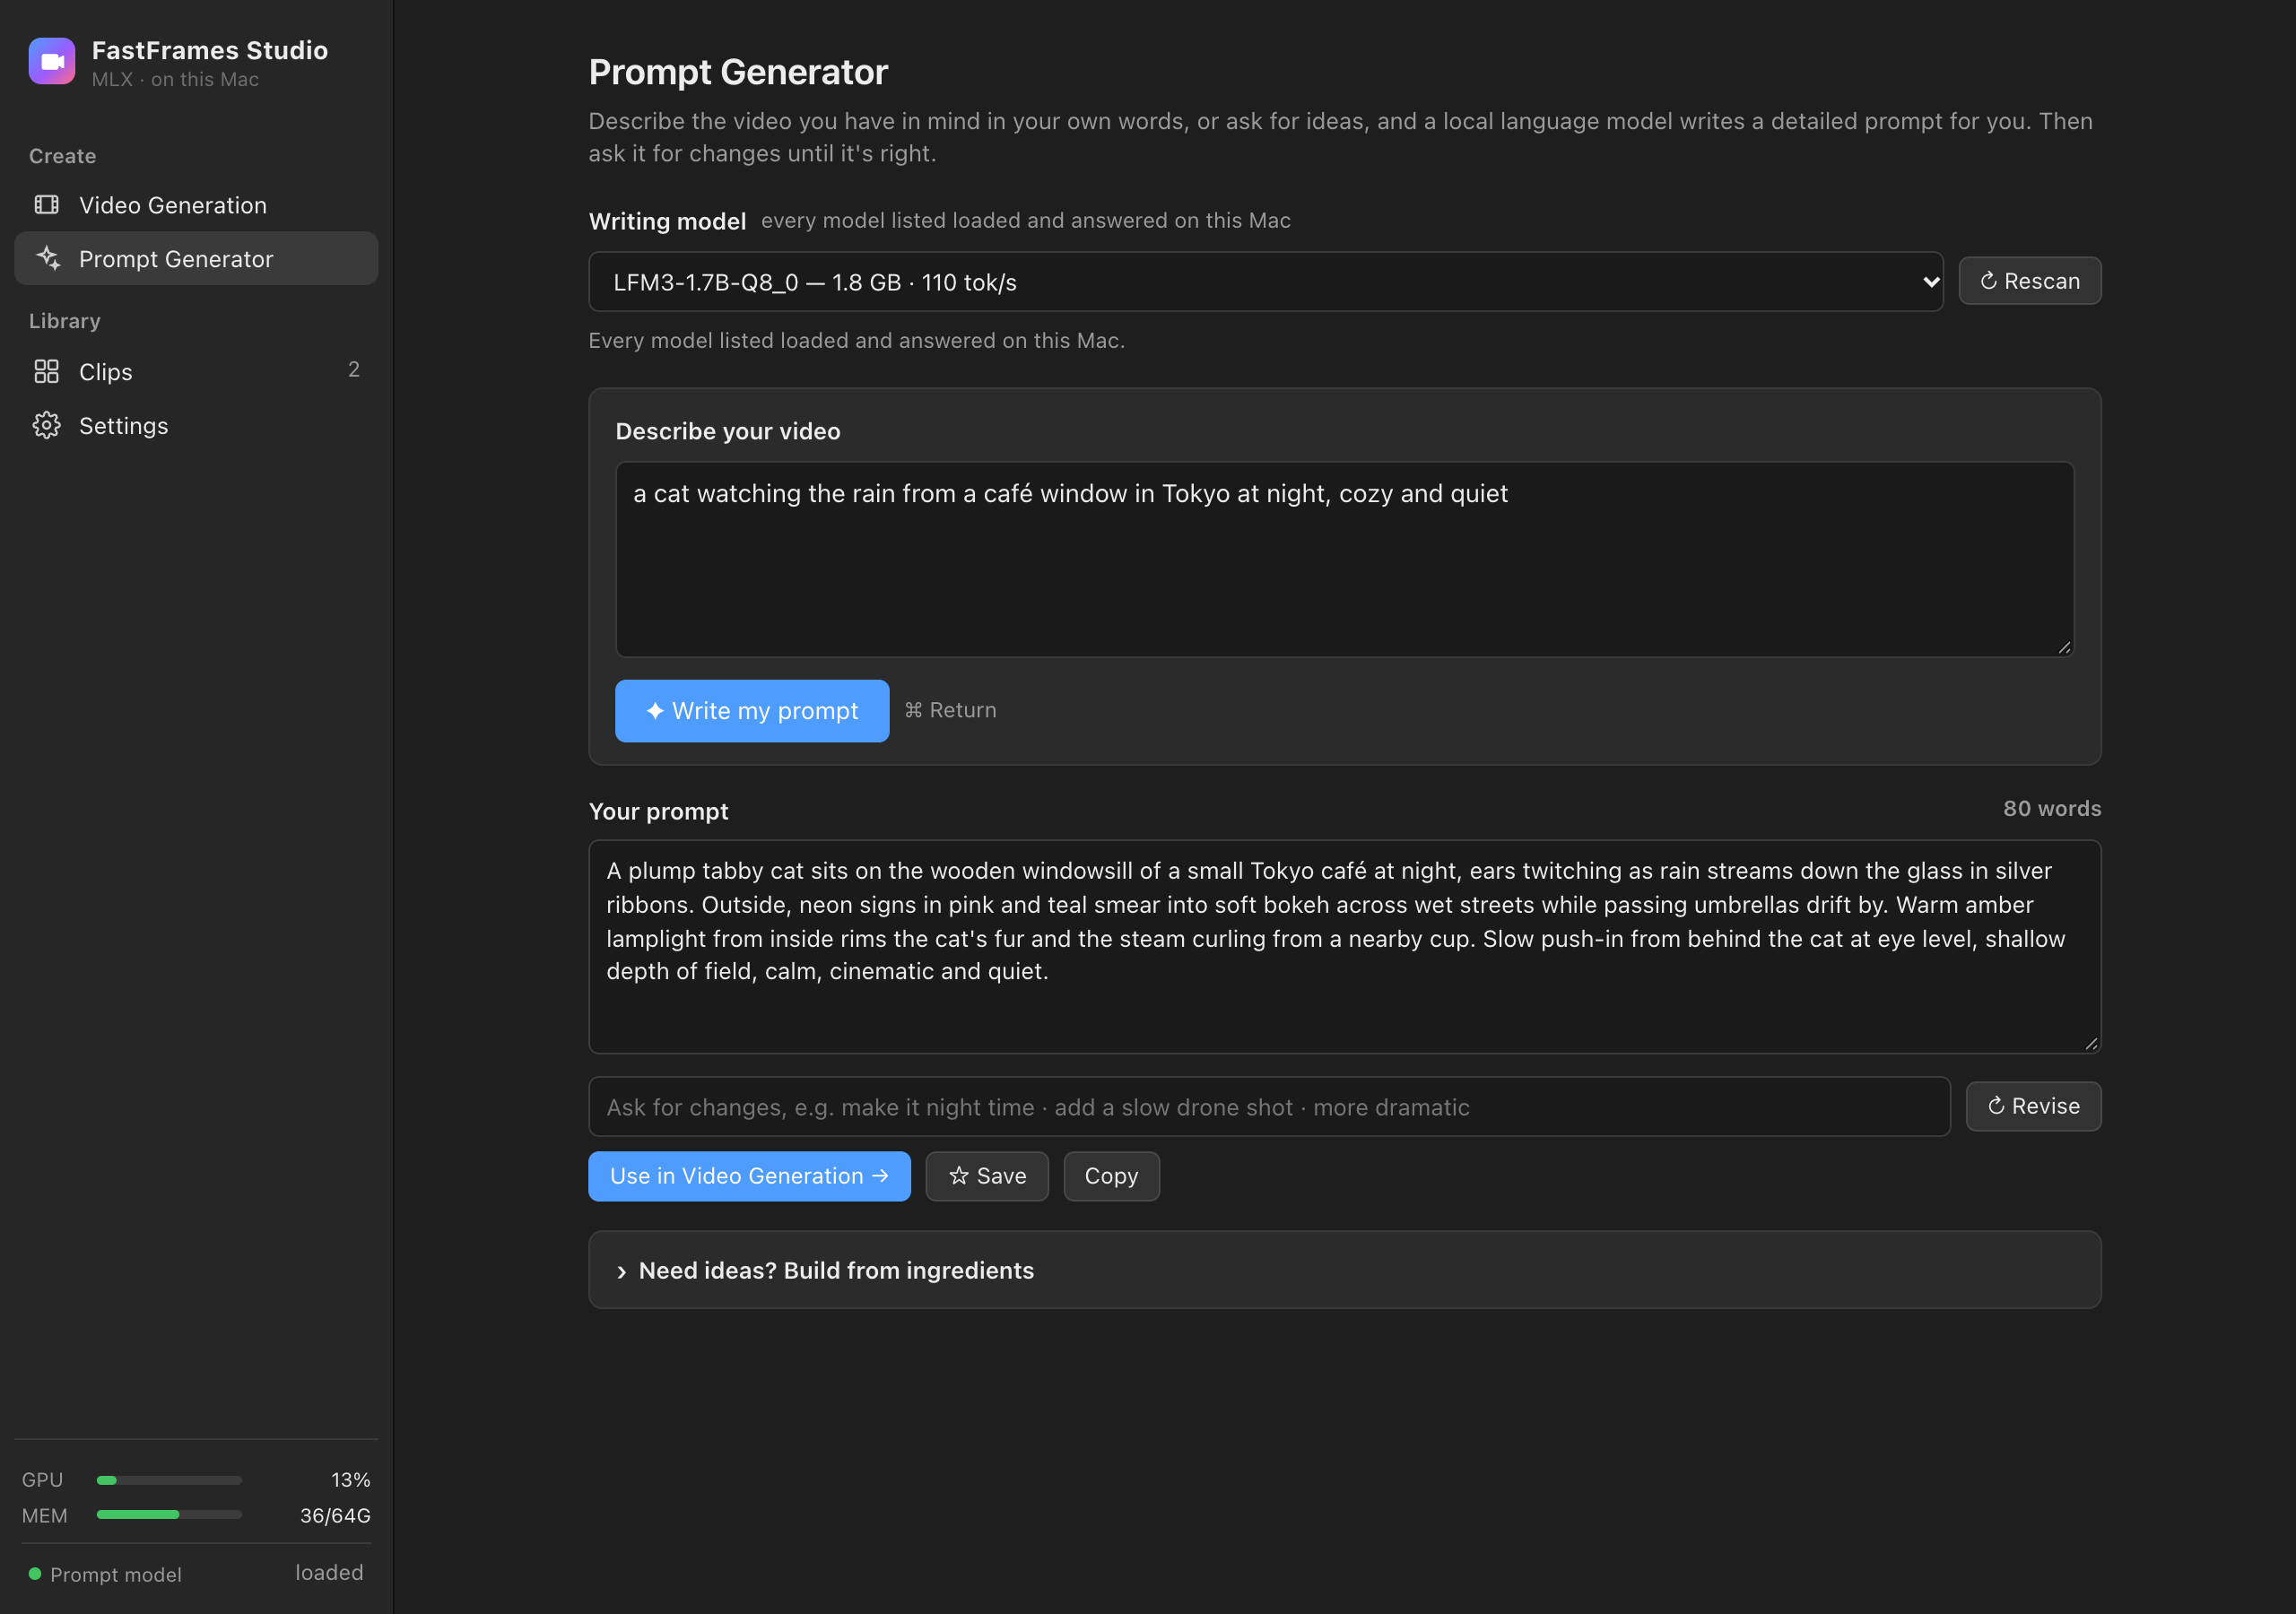 FastFrames Studio
MLX · on this Mac
Create
Video Generation
Prompt Generator
Library
Clips 2
Settings
GPU 13%
MEM 36/64G
Prompt model loaded
Prompt Generator
Describe the video you have in mind in your own words, or ask for ideas, and a local language model writes a detailed prompt for you. Then
ask it for changes until it's right.
Writing model every model listed loaded and answered on this Mac
LFM3-1.7B-Q8_0 — 1.8 GB · 110 tok/s
↻ Rescan
Every model listed loaded and answered on this Mac.
Describe your video
a cat watching the rain from a café window in Tokyo at night, cozy and quiet
✦ Write my prompt ⌘ Return
Your prompt 80 words
A plump tabby cat sits on the wooden windowsill of a small Tokyo café at night, ears twitching as rain streams down the glass in silver
ribbons. Outside, neon signs in pink and teal smear into soft bokeh across wet streets while passing umbrellas drift by. Warm amber
lamplight from inside rims the cat's fur and the steam curling from a nearby cup. Slow push-in from behind the cat at eye level, shallow
depth of field, calm, cinematic and quiet.
Ask for changes, e.g. make it night time · add a slow drone shot · more dramatic
↻ Revise
Use in Video Generation → ☆ Save Copy
› Need ideas? Build from ingredients